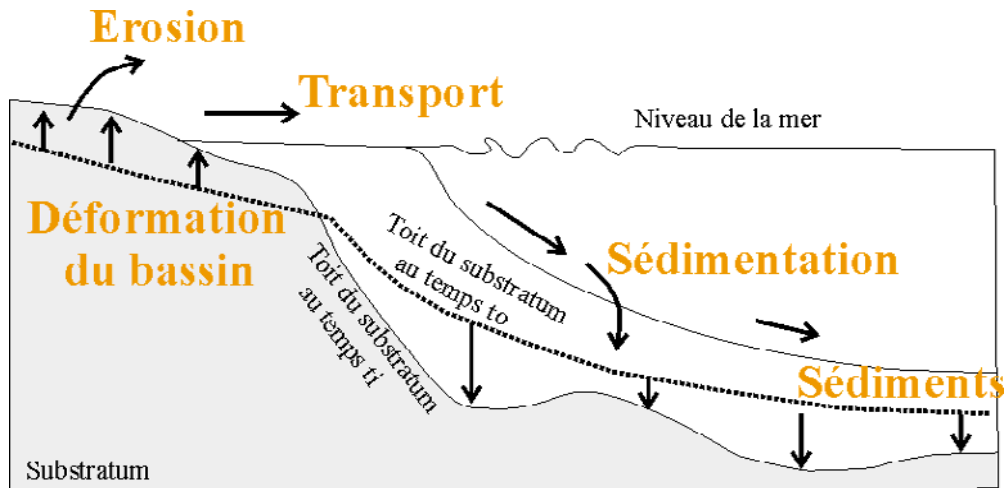 Erosion
Transport
Niveau de la mer
Déformation
du bassin
Toit du substratum
au temps to
Sédimentation
Toit du substratum
au temps ti
Sédiments
Substratum